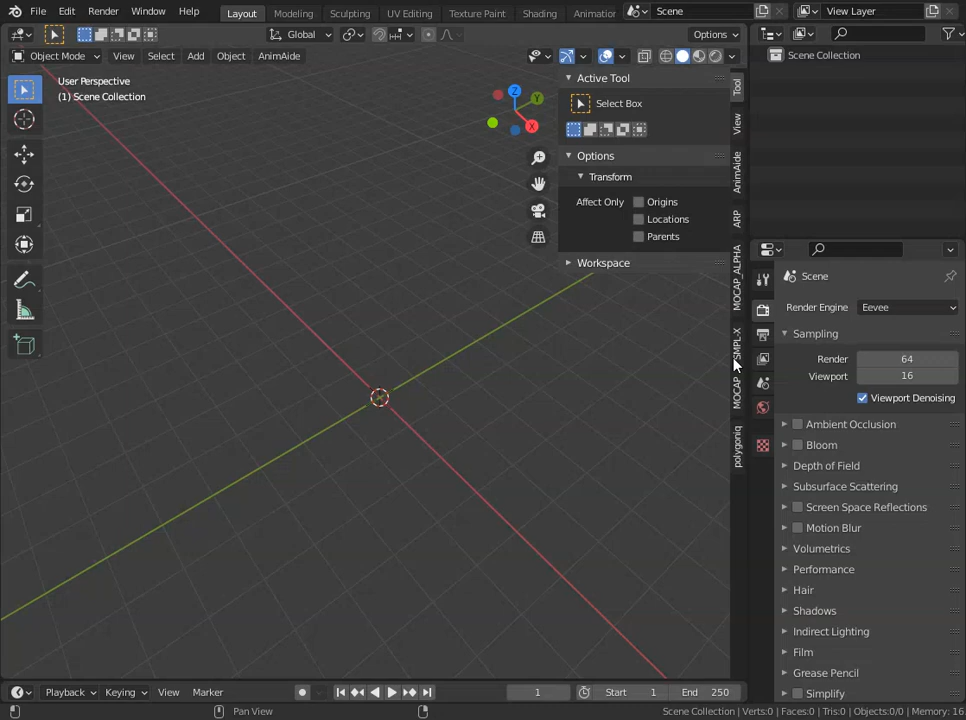 File Edit Render Window Help Layout Modeling Sculpting UV Editing Texture Paint Shading Animation Scene View Layer
Global Options
Object Mode View Select Add Object AnimAide
User Perspective
(1) Scene Collection
Z
Y
X
Active Tool
Select Box
Options
Transform
Affect Only Origins
Locations
Parents
Workspace
Tool
View
AnimAide
ARP
MOCAP_ALPHA
SMPL-X
MOCAP
polygoniq
Scene Collection
Scene
Render Engine Eevee
Sampling
Render 64
Viewport 16
Viewport Denoising
Ambient Occlusion
Bloom
Depth of Field
Subsurface Scattering
Screen Space Reflections
Motion Blur
Volumetrics
Performance
Hair
Shadows
Indirect Lighting
Film
Grease Pencil
Simplify
Playback Keying View Marker 1 Start 1 End 250
Pan View Scene Collection | Verts:0 | Faces:0 | Tris:0 | Objects:0/0 | Memory: 16